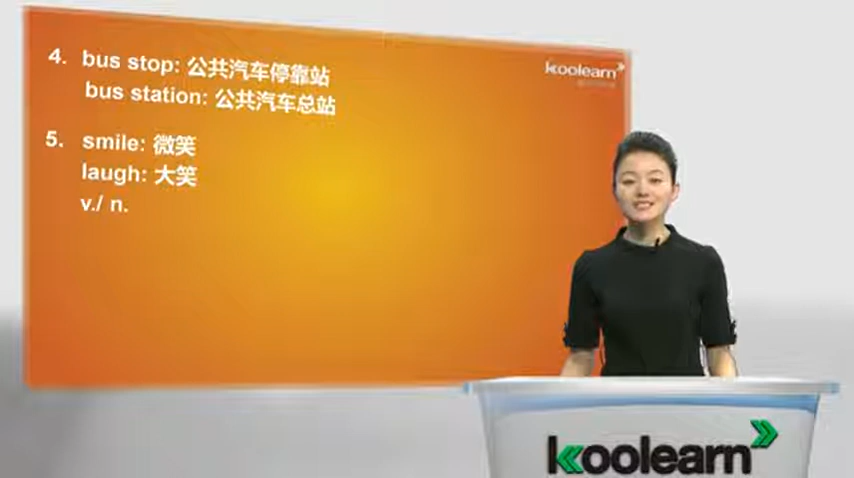 4. bus stop: 公共汽车停靠站
bus station: 公共汽车总站
5. smile: 微笑
laugh: 大笑
v./ n.
koolearn
koolearn